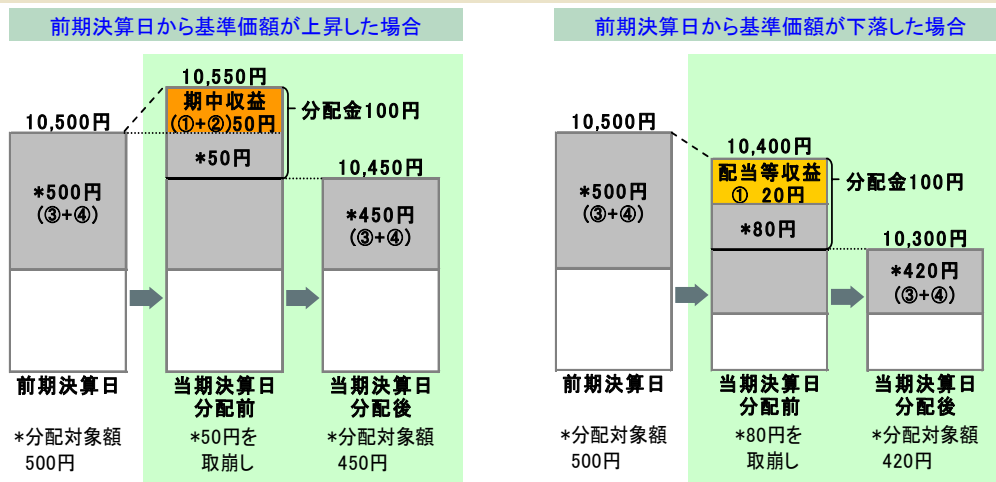 前期決算日から基準価額が上昇した場合
10,550円
期中収益
(①+②)50円
分配金100円
10,500円
*50円
10,450円
*500円
(③+④)
*450円
(③+④)
前期決算日
当期決算日
分配前
当期決算日
分配後
*分配対象額
500円
*50円を
取崩し
*分配対象額
450円
前期決算日から基準価額が下落した場合
10,500円
10,400円
配当等収益
① 20円
分配金100円
*500円
(③+④)
*80円
10,300円
*420円
(③+④)
前期決算日
当期決算日
分配前
当期決算日
分配後
*分配対象額
500円
*80円を
取崩し
*分配対象額
420円